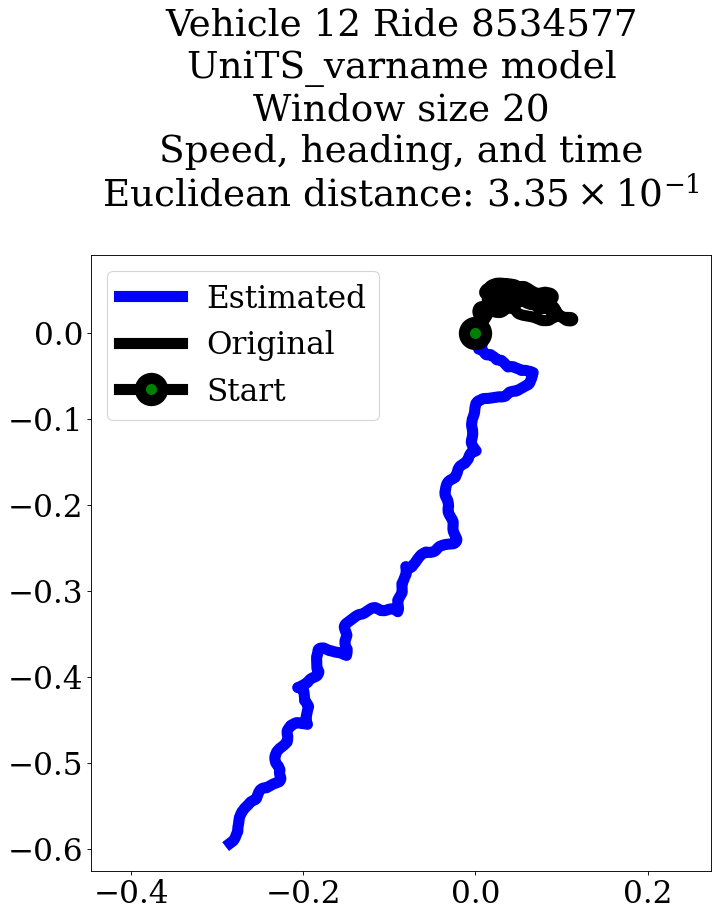 Vehicle 12 Ride 8534577
UniTS_varname model
Window size 20
Speed, heading, and time
Euclidean distance: $3.35 × 10^{-1}$
Estimated
Original
Start
0.0
−0.1
−0.2
−0.3
−0.4
−0.5
−0.6
−0.4 −0.2 0.0 0.2